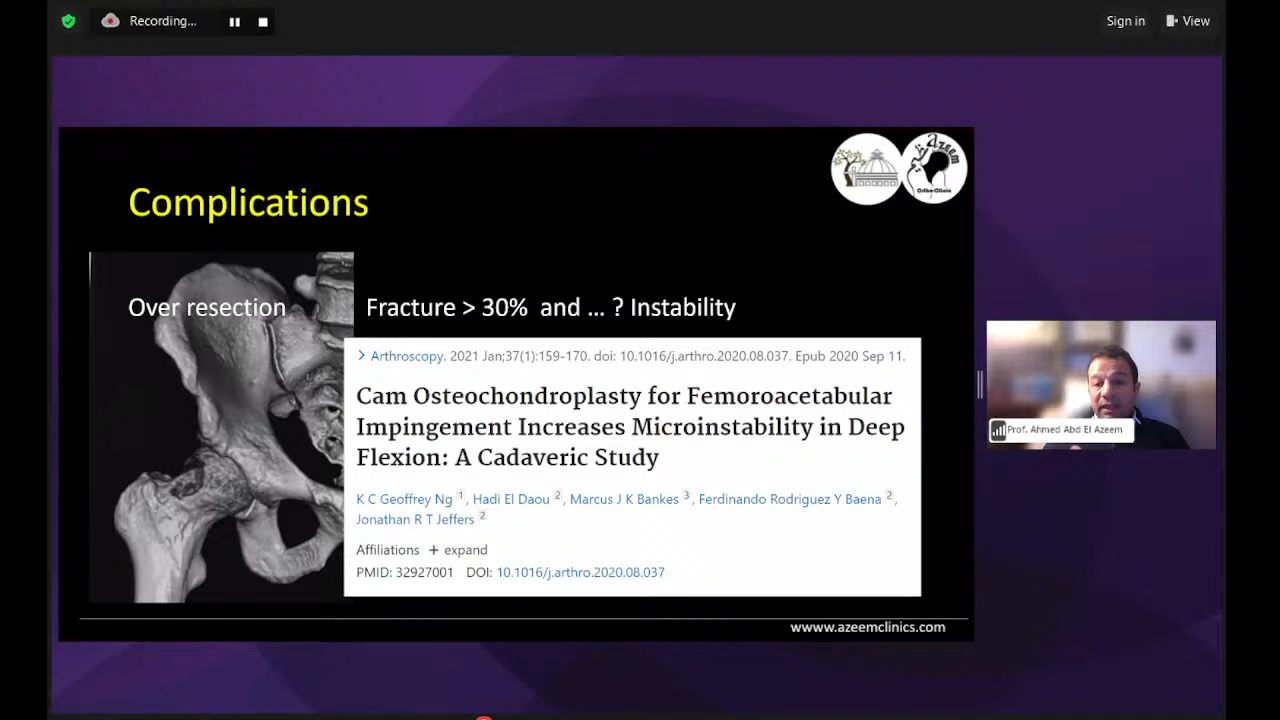 Recording...
Sign in
View
Azeem
Ortho-Clinic
Complications
Over resection
Fracture > 30% and ... ? Instability
> Arthroscopy. 2021 Jan;37(1):159-170. doi: 10.1016/j.arthro.2020.08.037. Epub 2020 Sep 11.
Cam Osteochondroplasty for Femoroacetabular
Impingement Increases Microinstability in Deep
Flexion: A Cadaveric Study
K C Geoffrey Ng 1, Hadi El Daou 2, Marcus J K Bankes 3, Ferdinando Rodriguez Y Baena 2,
Jonathan R T Jeffers 2
Affiliations + expand
PMID: 32927001 DOI: 10.1016/j.arthro.2020.08.037
wwww.azeemclinics.com
Prof. Ahmed Abd El Azeem